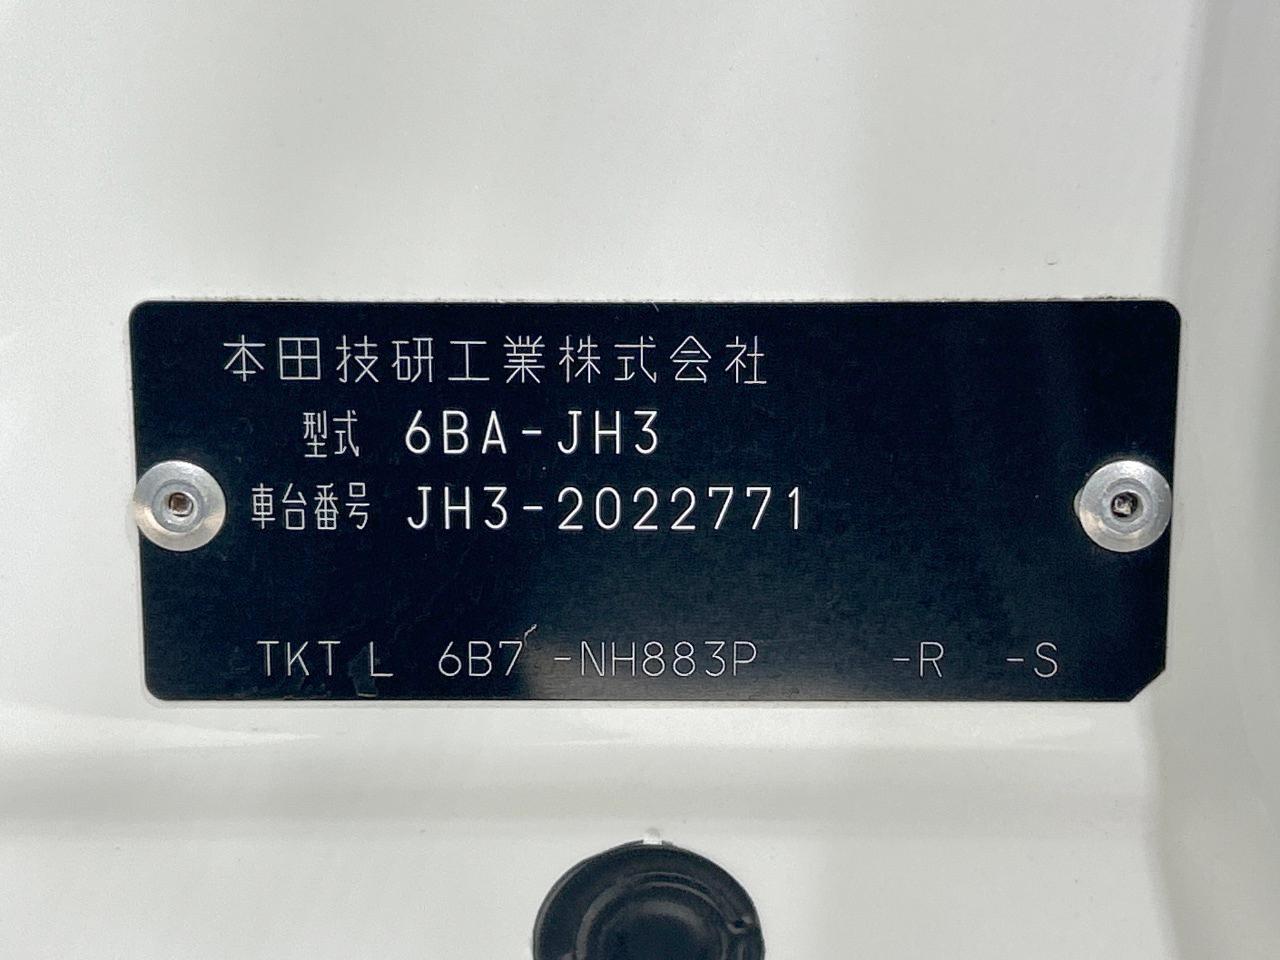 本田技研工業株式会社
型式 6BA-JH3
車台番号 JH3-2022771
TKT L 6B7 -NH883P -R -S